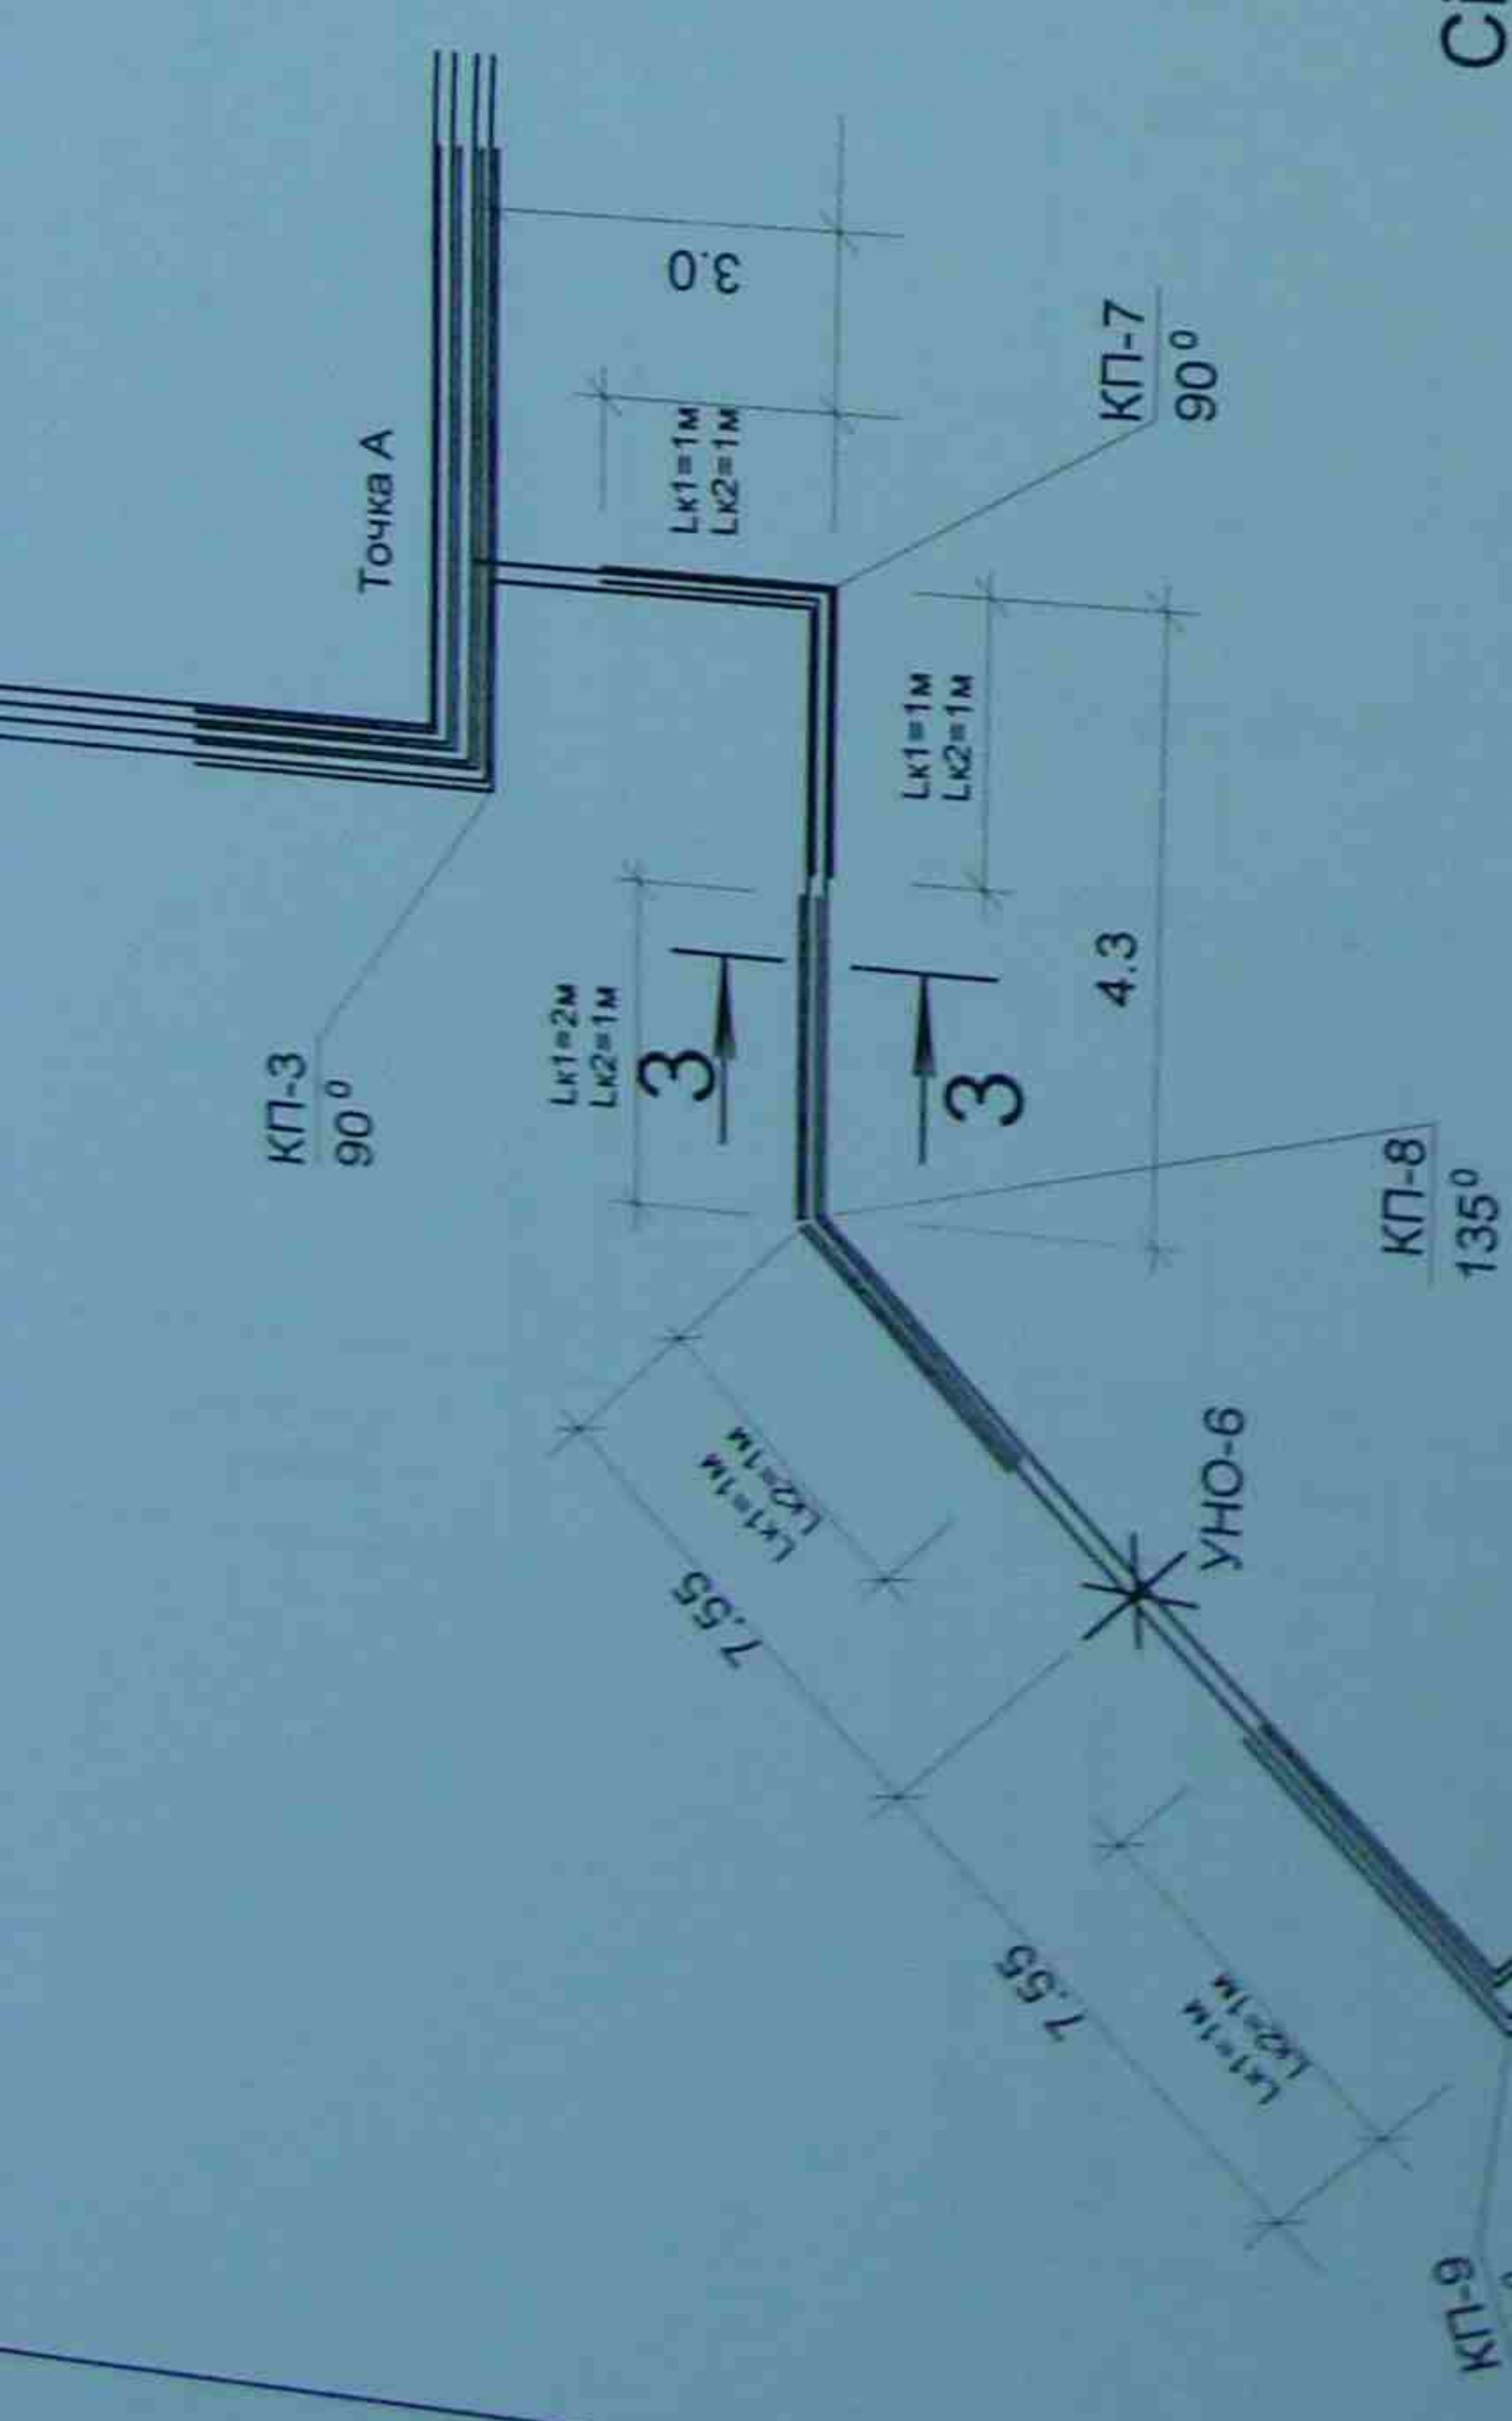 Точка А
3.0
Lк1=1м
Lк2=1м
КП-7
90⁰
КП-3
90⁰
Lк1=2м
Lк2=1м
3
3
Lк1=1м
Lк2=1м
4.3
КП-8
135⁰
Lк1=1м
Lк2=1м
7,55
УНО-6
7,55
Lк1=1м
Lк2=1м
КП-9